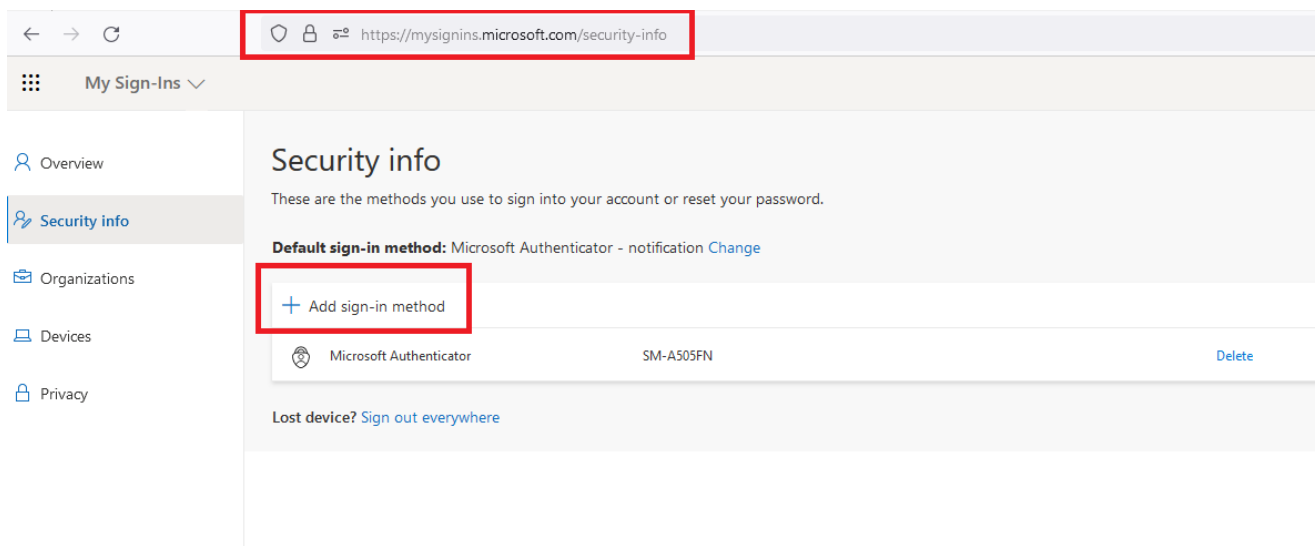 https://mysignins.microsoft.com/security-info
My Sign-Ins
Overview
Security info
Organizations
Devices
Privacy
Security info
These are the methods you use to sign into your account or reset your password.
Default sign-in method: Microsoft Authenticator - notification Change
Add sign-in method
Microsoft Authenticator SM-A505FN Delete
Lost device? Sign out everywhere